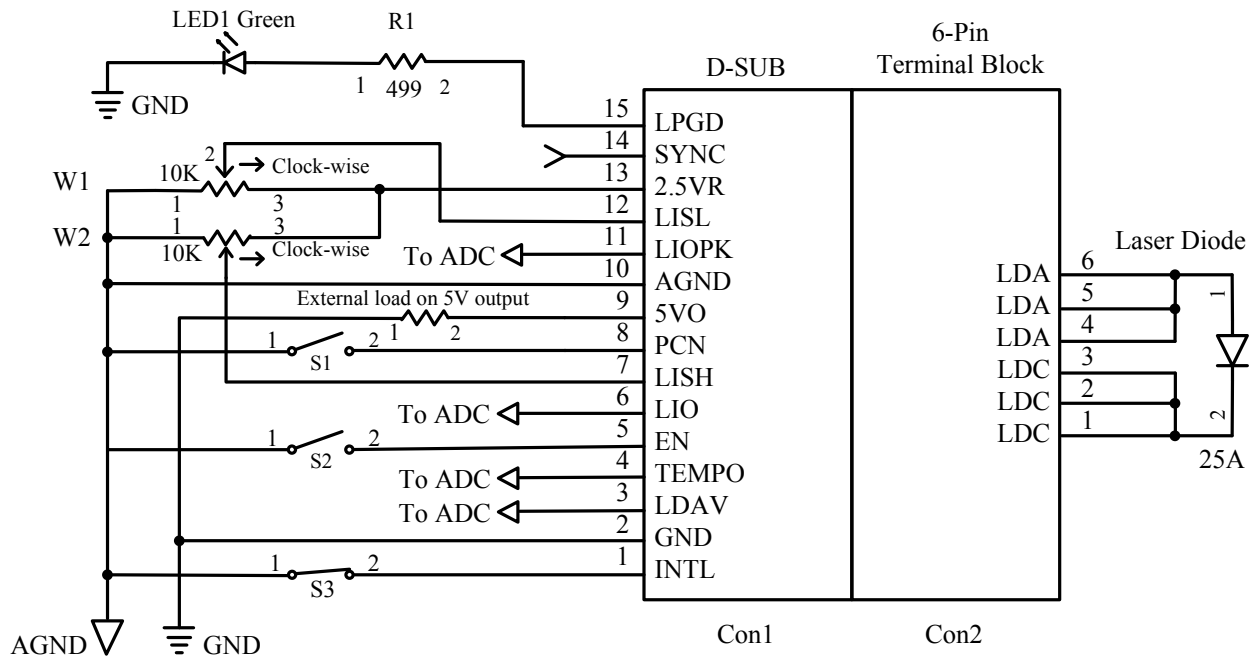 LED1 Green
R1
1 499 2
GND
6-Pin
Terminal Block
D-SUB
15 LPGD
14 SYNC
13 2.5VR
12 LISL
11 LIOPK
10 AGND
9 5VO
8 PCN
7 LISH
6 LIO
5 EN
4 TEMPO
3 LDAV
2 GND
1 INTL
W1
10K
2
Clock-wise
1
3
W2
1
3
10K
Clock-wise
To ADC
External load on 5V output
1 2
1 2
S1
To ADC
1 2
S2
To ADC
To ADC
1 2
S3
AGND
GND
Con1
Con2
Laser Diode
LDA 6
LDA 5
LDA 4
LDC 3
LDC 2
LDC 1
1
2
25A